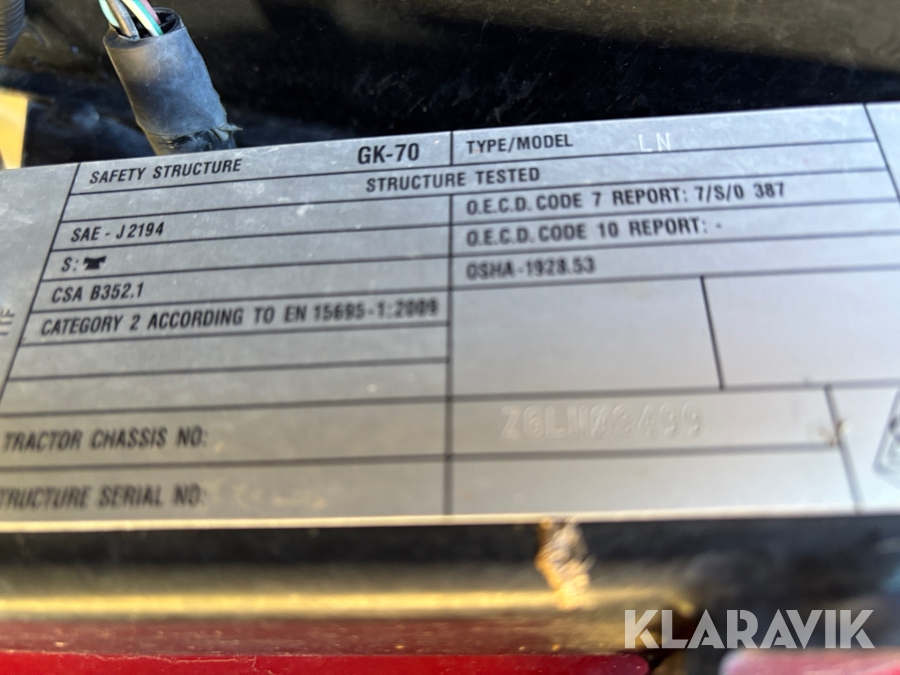 SAFETY STRUCTURE GK-70 TYPE/MODEL LN
STRUCTURE TESTED
SAE - J2194 O.E.C.D. CODE 7 REPORT: 7/S/0 387
S: O.E.C.D. CODE 10 REPORT: -
CSA B352.1 OSHA-1928.53
CATEGORY 2 ACCORDING TO EN 15695-1:2009
TRACTOR CHASSIS NO: Z6LN03499
STRUCTURE SERIAL NO:
KLARAVIK